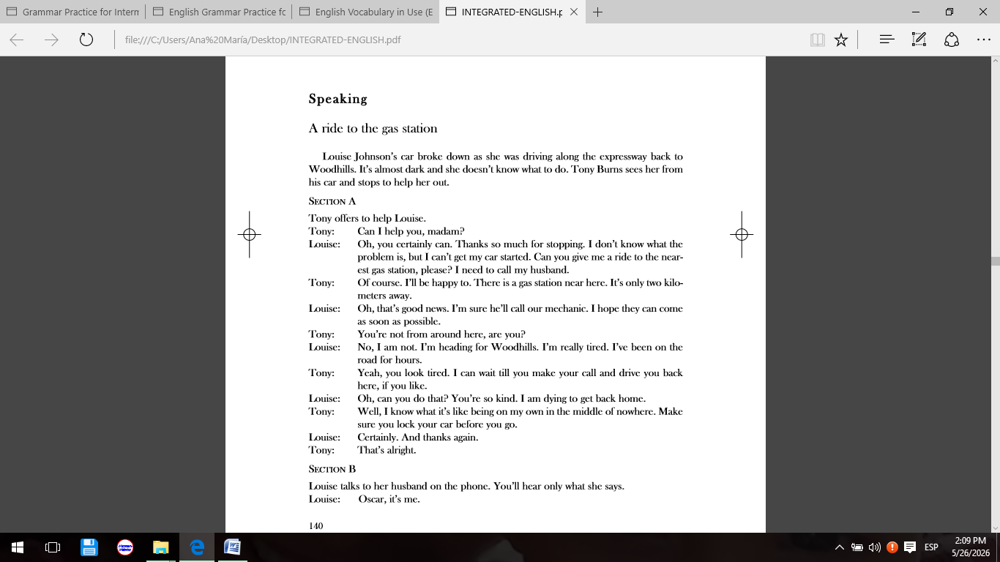 Grammar Practice for Interm
English Grammar Practice fo
English Vocabulary in Use (E
INTEGRATED-ENGLISH.p
file:///C:/Users/Ana%20María/Desktop/INTEGRATED-ENGLISH.pdf
Speaking
A ride to the gas station
Louise Johnson’s car broke down as she was driving along the expressway back to
Woodhills. It’s almost dark and she doesn’t know what to do. Tony Burns sees her from
his car and stops to help her out.
SECTION A
Tony offers to help Louise.
Tony: Can I help you, madam?
Louise: Oh, you certainly can. Thanks so much for stopping. I don’t know what the
problem is, but I can’t get my car started. Can you give me a ride to the near-
est gas station, please? I need to call my husband.
Tony: Of course. I’ll be happy to. There is a gas station near here. It’s only two kilo-
meters away.
Louise: Oh, that’s good news. I’m sure he’ll call our mechanic. I hope they can come
as soon as possible.
Tony: You’re not from around here, are you?
Louise: No, I am not. I’m heading for Woodhills. I’m really tired. I’ve been on the
road for hours.
Tony: Yeah, you look tired. I can wait till you make your call and drive you back
here, if you like.
Louise: Oh, can you do that? You’re so kind. I am dying to get back home.
Tony: Well, I know what it’s like being on my own in the middle of nowhere. Make
sure you lock your car before you go.
Louise: Certainly. And thanks again.
Tony: That’s alright.
SECTION B
Louise talks to her husband on the phone. You’ll hear only what she says.
Louise: Oscar, it’s me.
140
ESP
2:09 PM
5/26/2026